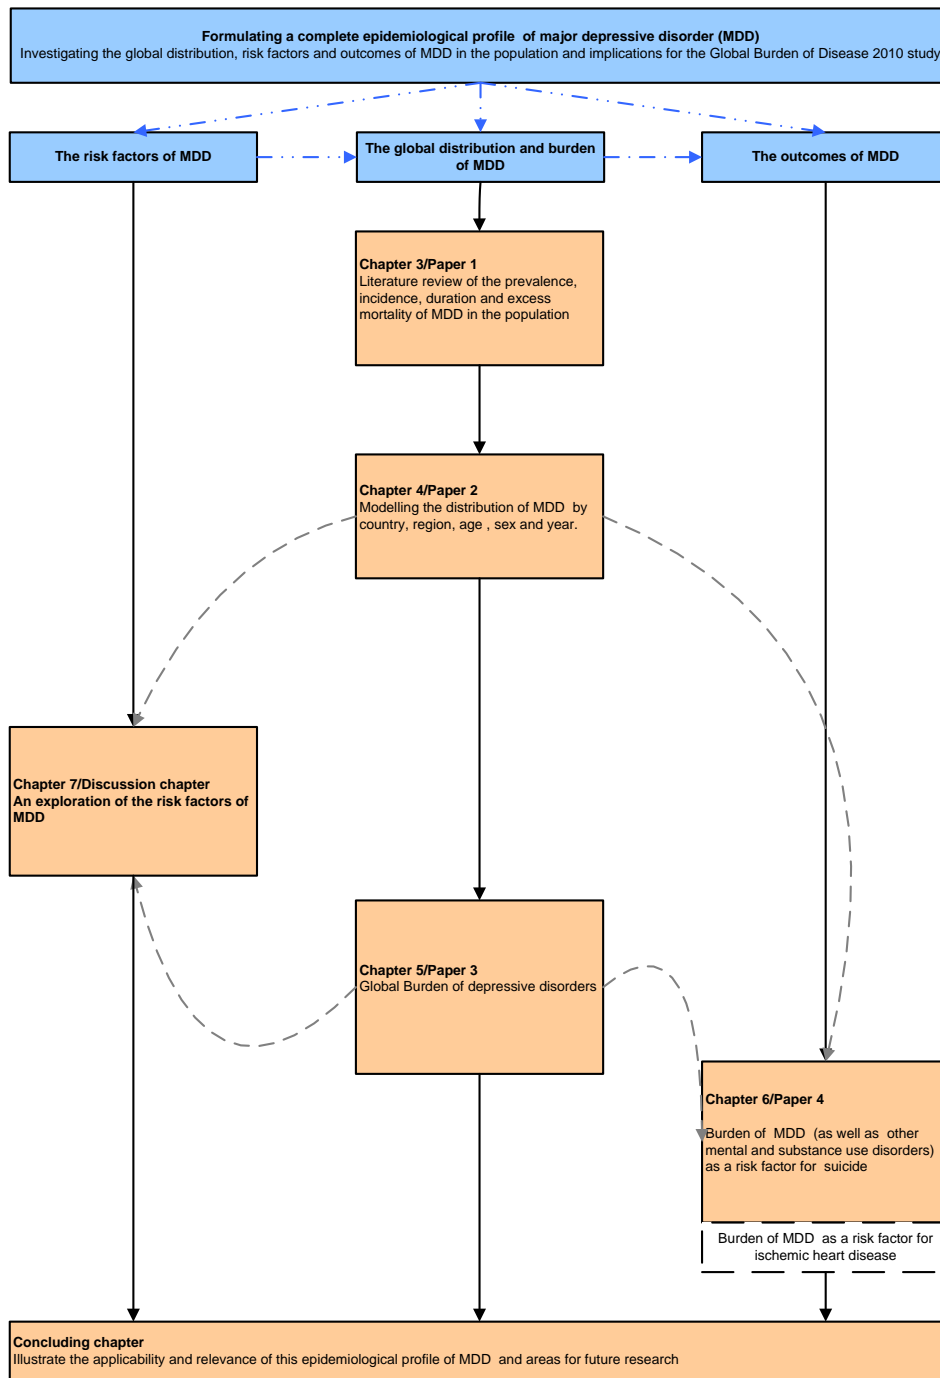 Formulating a complete epidemiological profile of major depressive disorder (MDD)
Investigating the global distribution, risk factors and outcomes of MDD in the population and implications for the Global Burden of Disease 2010 study
The risk factors of MDD
The global distribution and burden
of MDD
The outcomes of MDD
Chapter 3/Paper 1
Literature review of the prevalence,
incidence, duration and excess
mortality of MDD in the population
Chapter 4/Paper 2
Modelling the distribution of MDD by
country, region, age , sex and year.
Chapter 7/Discussion chapter
An exploration of the risk factors of
MDD
Chapter 5/Paper 3
Global Burden of depressive disorders
Chapter 6/Paper 4
Burden of MDD (as well as other
mental and substance use disorders)
as a risk factor for suicide
Burden of MDD as a risk factor for
ischemic heart disease
Concluding chapter
Illustrate the applicability and relevance of this epidemiological profile of MDD and areas for future research